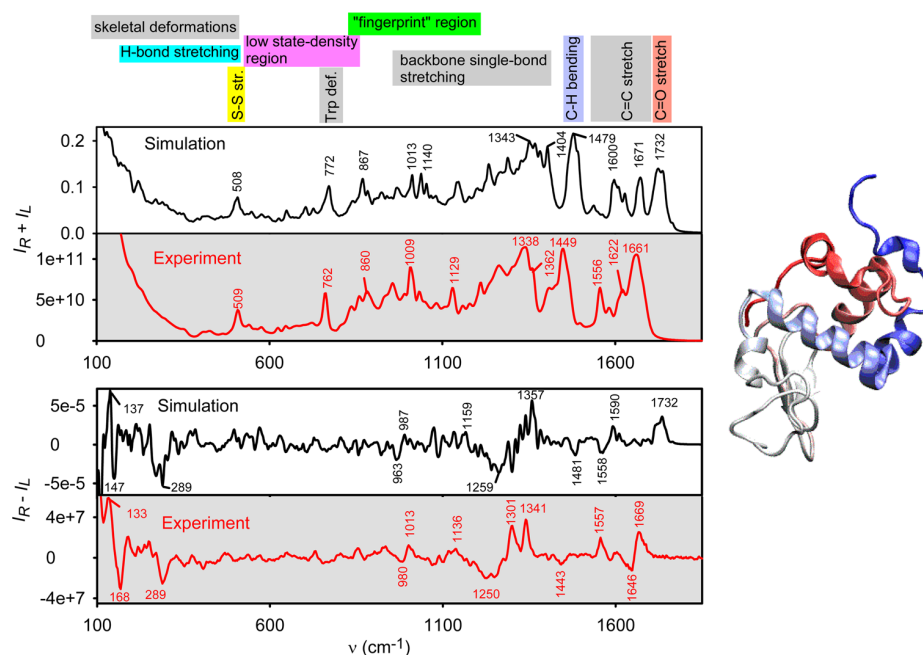 "fingerprint" region
skeletal deformations
H-bond stretching
low state-density
region
backbone single-bond
stretching
S-S str.
Trp def.
C-H bending
C=C stretch
C=O stretch
Simulation
508
772
867
1013
1140
1343
1404
1479
1600
1671
1732
0.2
0.1
0.0
I_R + I_L
Experiment
509
762
860
1009
1129
1338
1362
1449
1556
1622
1661
1e+11
5e+10
0
100
600
1100
1600
Simulation
137
147
289
963
987
1159
1259
1357
1481
1558
1590
1732
5e-5
0
-5e-5
I_R - I_L
Experiment
133
168
289
980
1013
1136
1250
1301
1341
1443
1557
1646
1669
4e+7
0
-4e+7
100
600
1100
1600
ν (cm⁻¹)